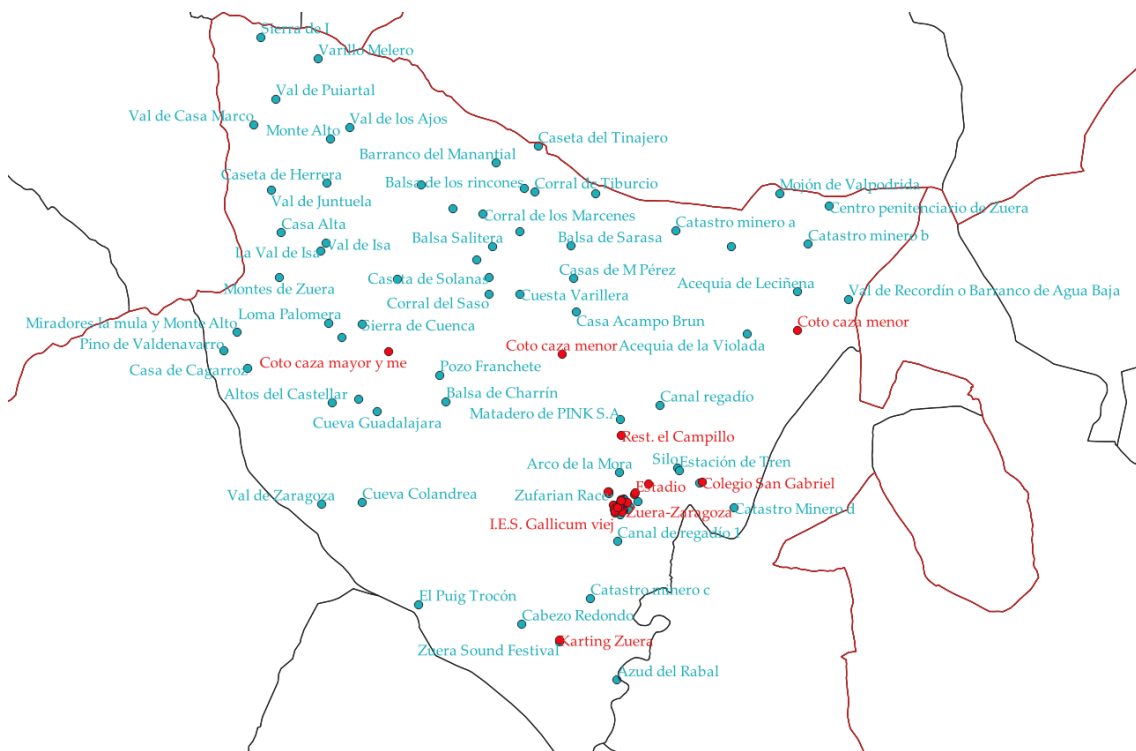 Sierra de J
Varillo Melero
Val de Puiartal
Val de Casa Marco
Val de los Ajos
Monte Alto
Caseta del Tinajero
Barranco del Manantial
Caseta de Herrera
Balsa de los rincones
Corral de Tiburcio
Mojón de Valpodrida
Val de Juntuela
Centro penitenciario de Zuera
Corral de los Marcenes
Casa Alta
Catastro minero a
Val de Isa
Balsa Salitera
Balsa de Sarasa
Catastro minero b
La Val de Isa
Caseta de Solanas
Casas de M Pérez
Acequia de Leciñena
Montes de Zuera
Corral del Saso
Cuesta Varillera
Val de Recordín o Barranco de Agua Baja
Miradores la mula y Monte Alto
Loma Palomera
Sierra de Cuenca
Casa Acampo Brun
Coto caza menor
Pino de Valdenavarro
Coto caza menor
Acequia de la Violada
Casa de Cagarroz
Coto caza mayor y me
Pozo Franchete
Altos del Castellar
Balsa de Charrín
Canal regadío
Cueva Guadalajara
Matadero de PINK S.A
Rest. el Campillo
Arco de la Mora
Silo
Estación de Tren
Colegio San Gabriel
Estadio
Val de Zaragoza
Cueva Colandrea
Zufarian Race
Zuera-Zaragoza
Catastro Minero d
I.E.S. Gallicum viej
Canal de regadío 1
El Puig Trocón
Catastro minero c
Cabezo Redondo
Karting Zuera
Zuera Sound Festival
Azud del Rabal